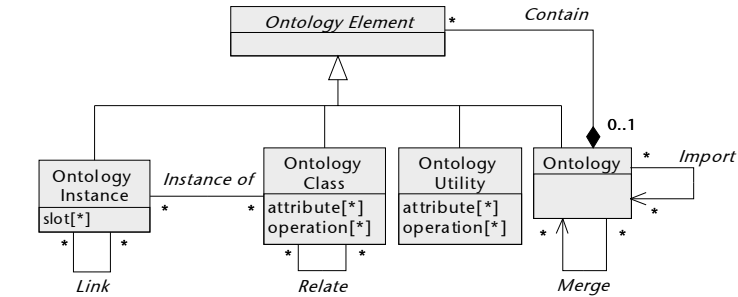 Ontology Element
*
Contain
0..1
Ontology
Instance
slot[*]
Instance of
*
*
Ontology
Class
attribute[*]
operation[*]
Ontology
Utility
attribute[*]
operation[*]
Ontology
*
Import
*
*
*
Link
*
*
Relate
*
*
Merge